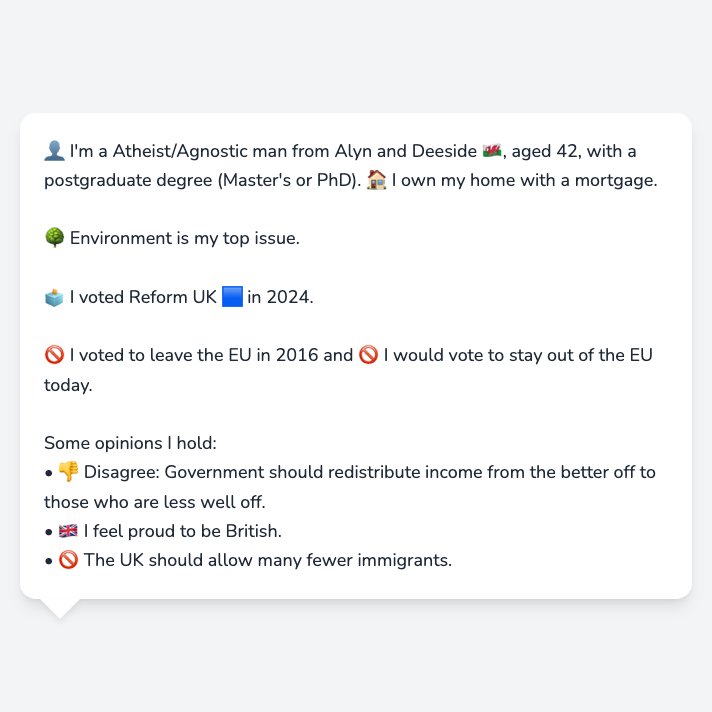 👤 I'm a Atheist/Agnostic man from Alyn and Deeside 🏴󠁧󠁢󠁷󠁬󠁳󠁿, aged 42, with a
postgraduate degree (Master's or PhD). 🏠 I own my home with a mortgage.
🌳 Environment is my top issue.
🗳️ I voted Reform UK 🟦 in 2024.
🚫 I voted to leave the EU in 2016 and 🚫 I would vote to stay out of the EU
today.
Some opinions I hold:
• 👎 Disagree: Government should redistribute income from the better off to
those who are less well off.
• 🇬🇧 I feel proud to be British.
• 🚫 The UK should allow many fewer immigrants.